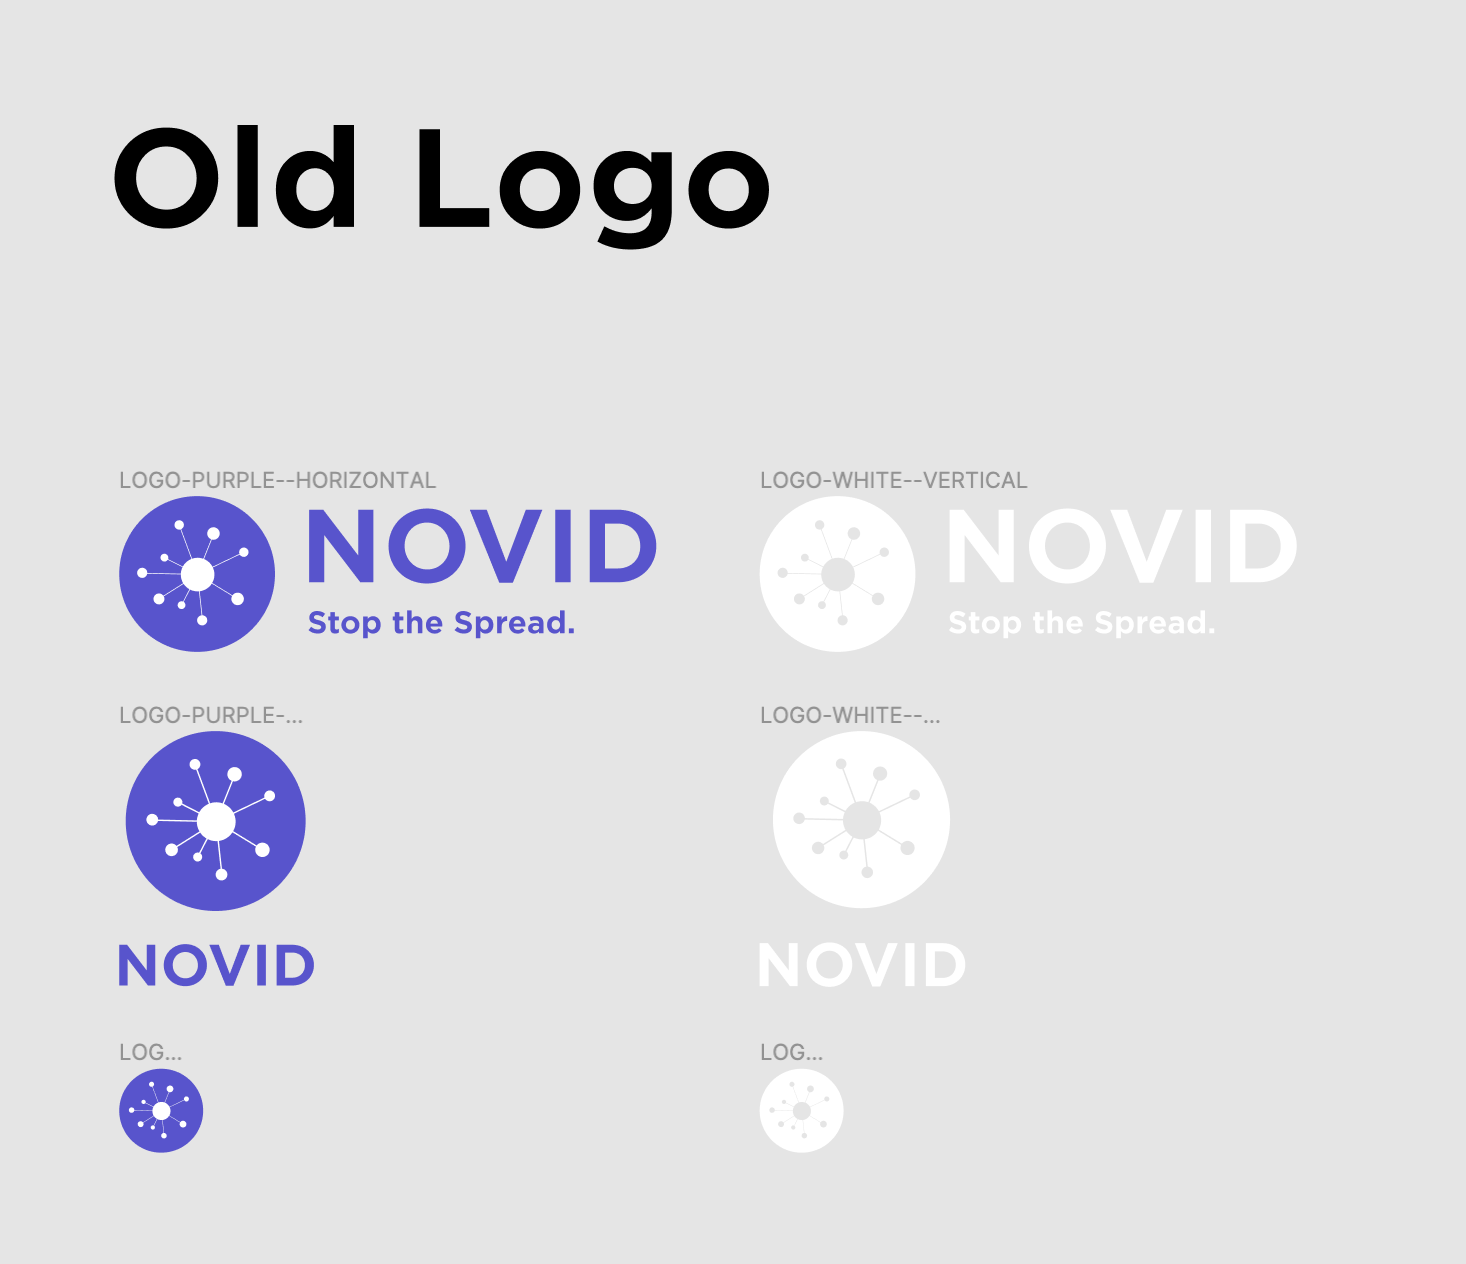 Old Logo
LOGO-PURPLE--HORIZONTAL
NOVID
Stop the Spread.
LOGO-WHITE--VERTICAL
NOVID
Stop the Spread.
LOGO-PURPLE-...
NOVID
LOGO-WHITE--...
NOVID
LOG...
LOG...